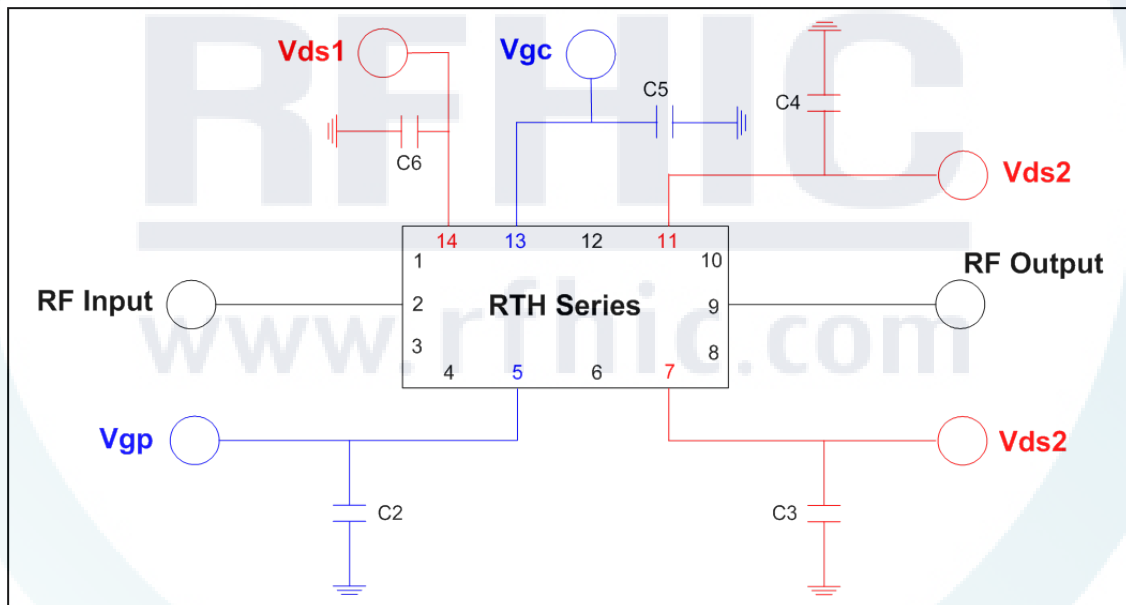 RFHIC
Vds1
Vgc
C5
C4
C6
Vds2
14 13 12 11
1
10
RF Input
2
RTH Series
9
RF Output
www.rfhic.com
3
8
4 5 6 7
Vgp
Vds2
C2
C3